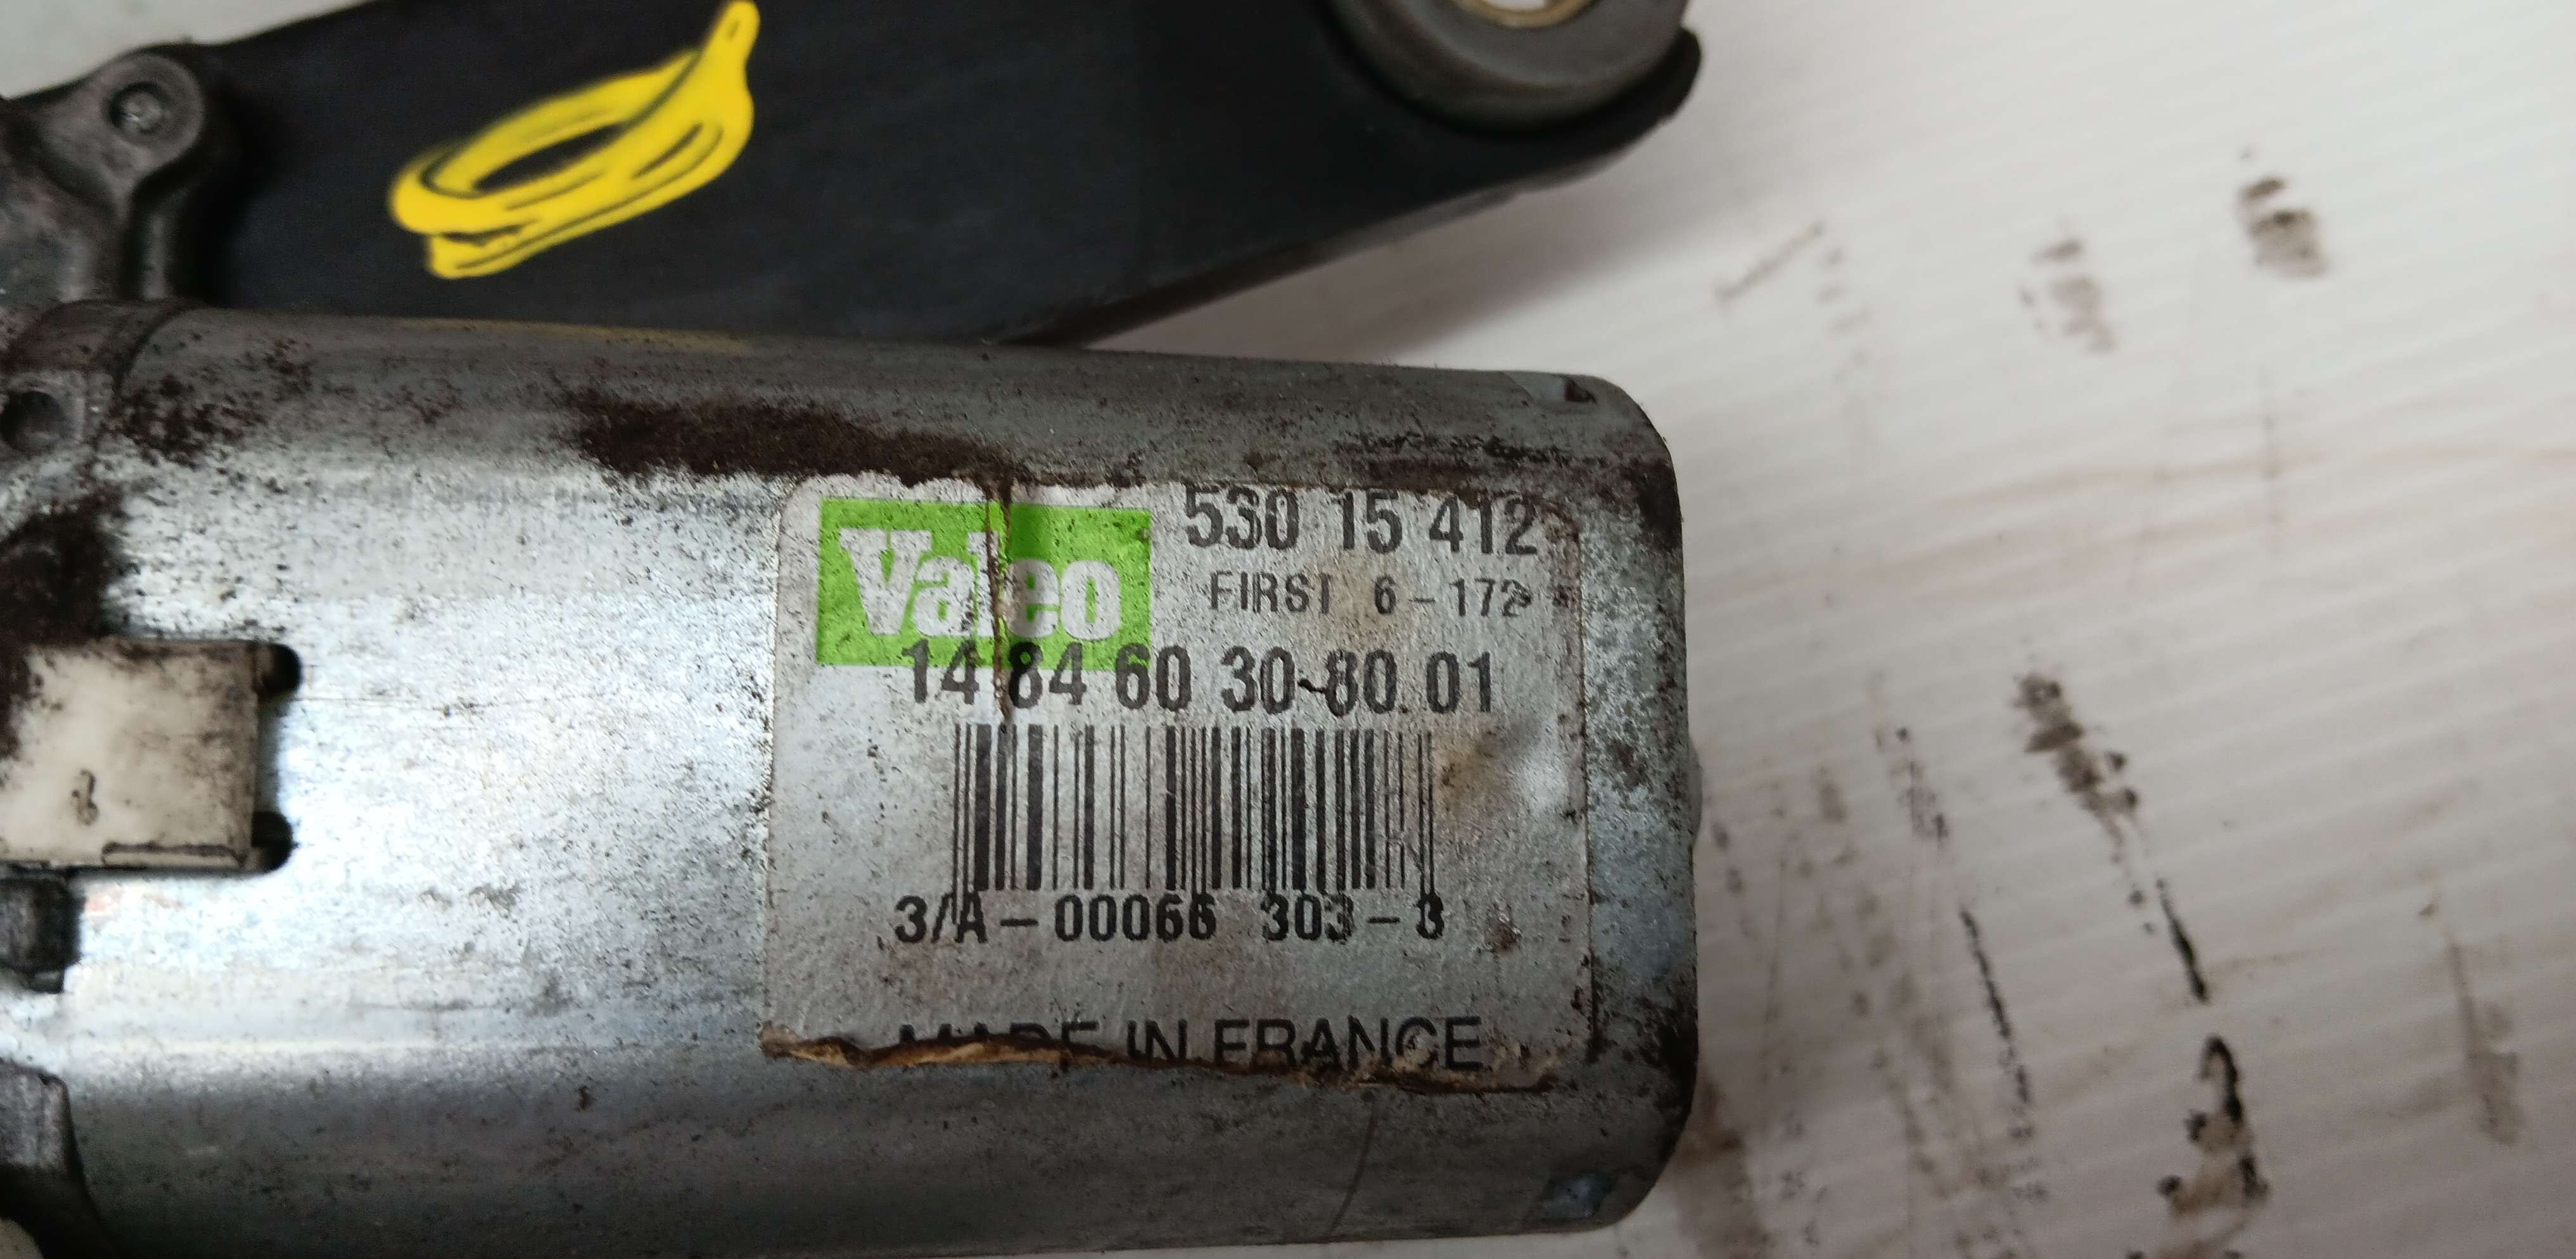 Valeo
530 15 412
FIRST 6-172
14 84 60 30-80 01
3/A-00066 303-3
MADE IN FRANCE